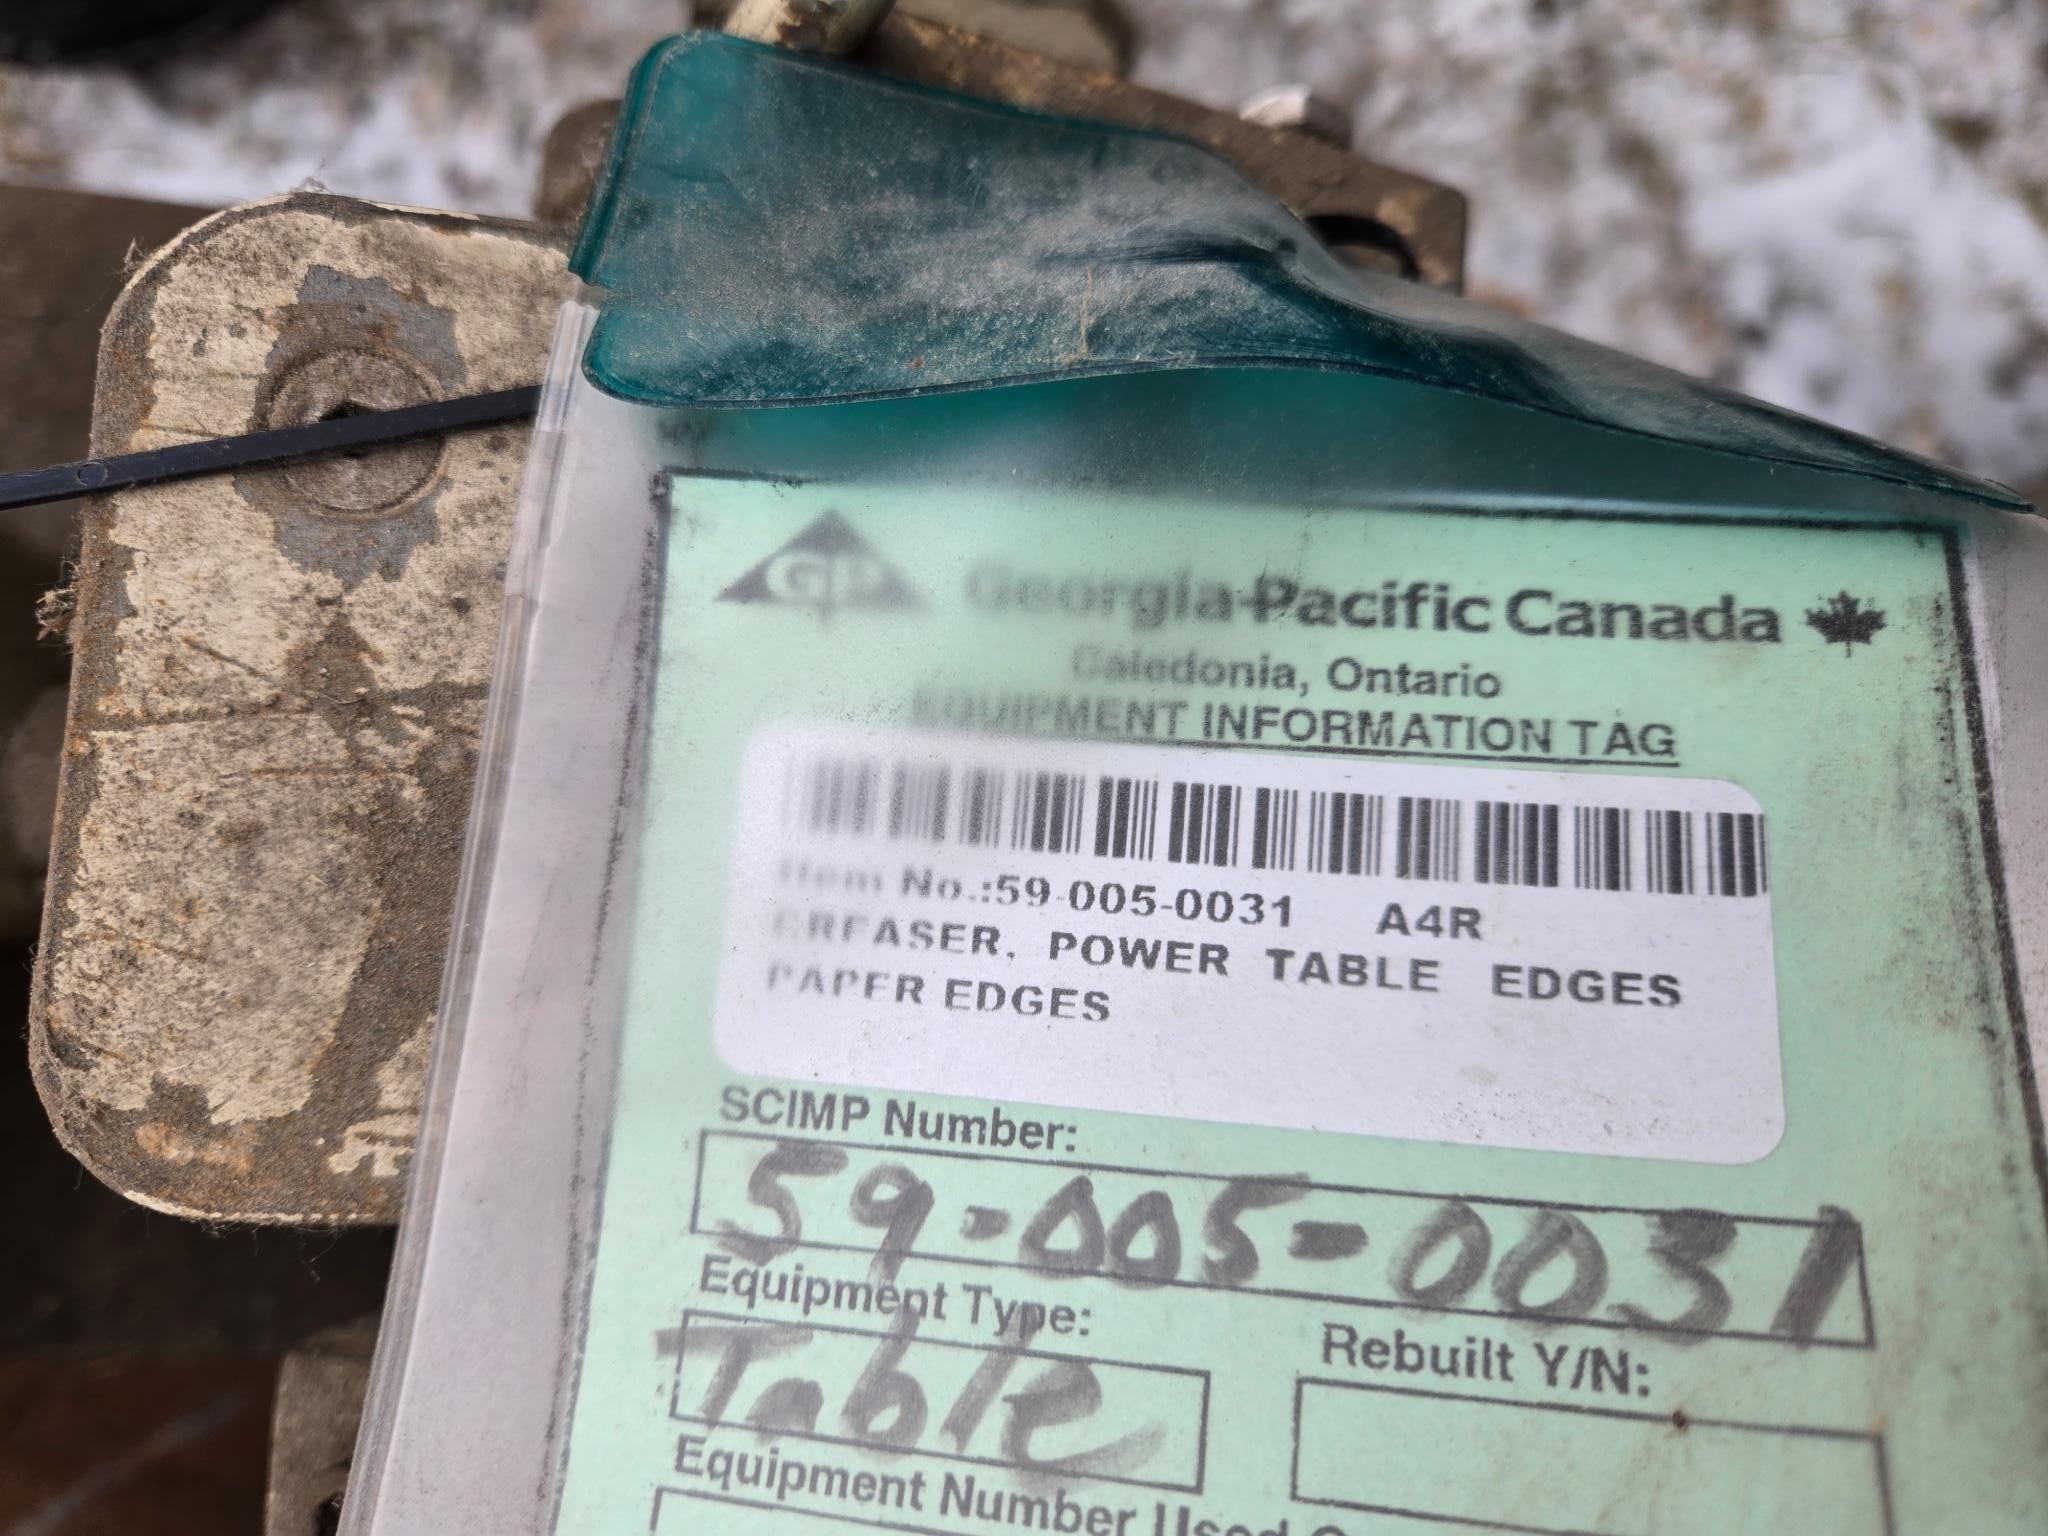 GP Georgia-Pacific Canada
Caledonia, Ontario
EQUIPMENT INFORMATION TAG
Item No.:59-005-0031 A4R
CREASER, POWER TABLE EDGES
PAPER EDGES
SCIMP Number:
59-005-0031
Equipment Type:
Rebuilt Y/N:
Table
Equipment Number Used